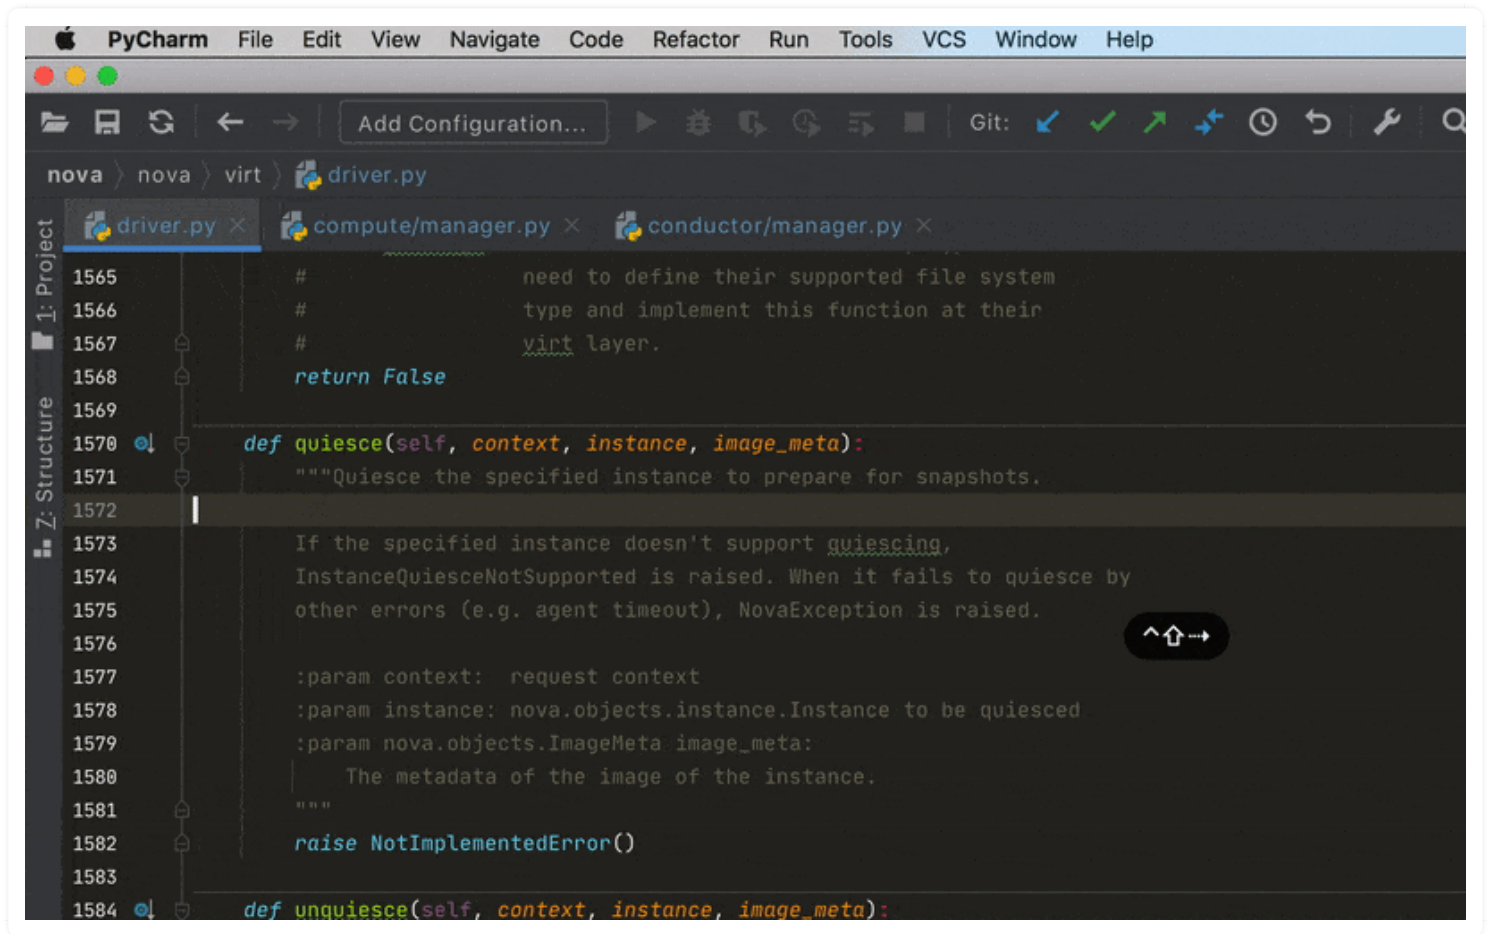 PyCharm File Edit View Navigate Code Refactor Run Tools VCS Window Help
Add Configuration... Git:
nova nova virt driver.py
driver.py compute/manager.py conductor/manager.py
1: Project
Z: Structure
1565 # need to define their supported file system
1566 # type and implement this function at their
1567 # virt layer.
1568 return False
1569
1570 def quiesce(self, context, instance, image_meta):
1571 """Quiesce the specified instance to prepare for snapshots.
1572
1573 If the specified instance doesn't support quiescing,
1574 InstanceQuiesceNotSupported is raised. When it fails to quiesce by
1575 other errors (e.g. agent timeout), NovaException is raised.
1576
1577 :param context:  request context
1578 :param instance: nova.objects.instance.Instance to be quiesced
1579 :param nova.objects.ImageMeta image_meta:
1580 The metadata of the image of the instance.
1581 """
1582 raise NotImplementedError()
1583
1584 def unquiesce(self, context, instance, image_meta):
^⇧⇢